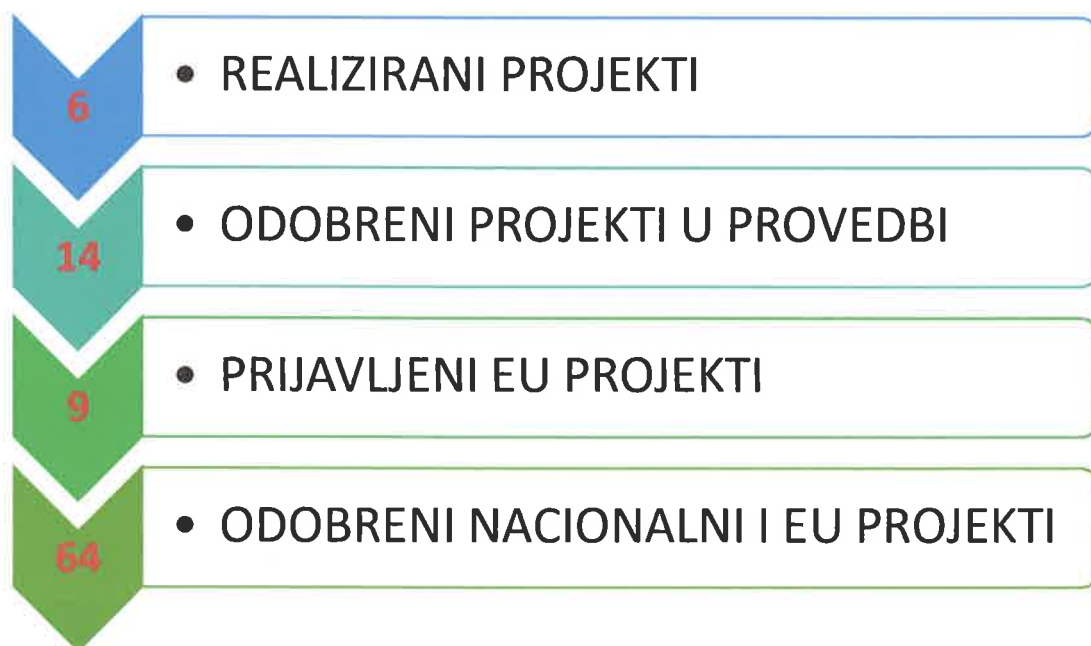 6
• REALIZIRANI PROJEKTI
14
• ODOBRENI PROJEKTI U PROVEDBI
9
• PRIJAVLJENI EU PROJEKTI
64
• ODOBRENI NACIONALNI I EU PROJEKTI